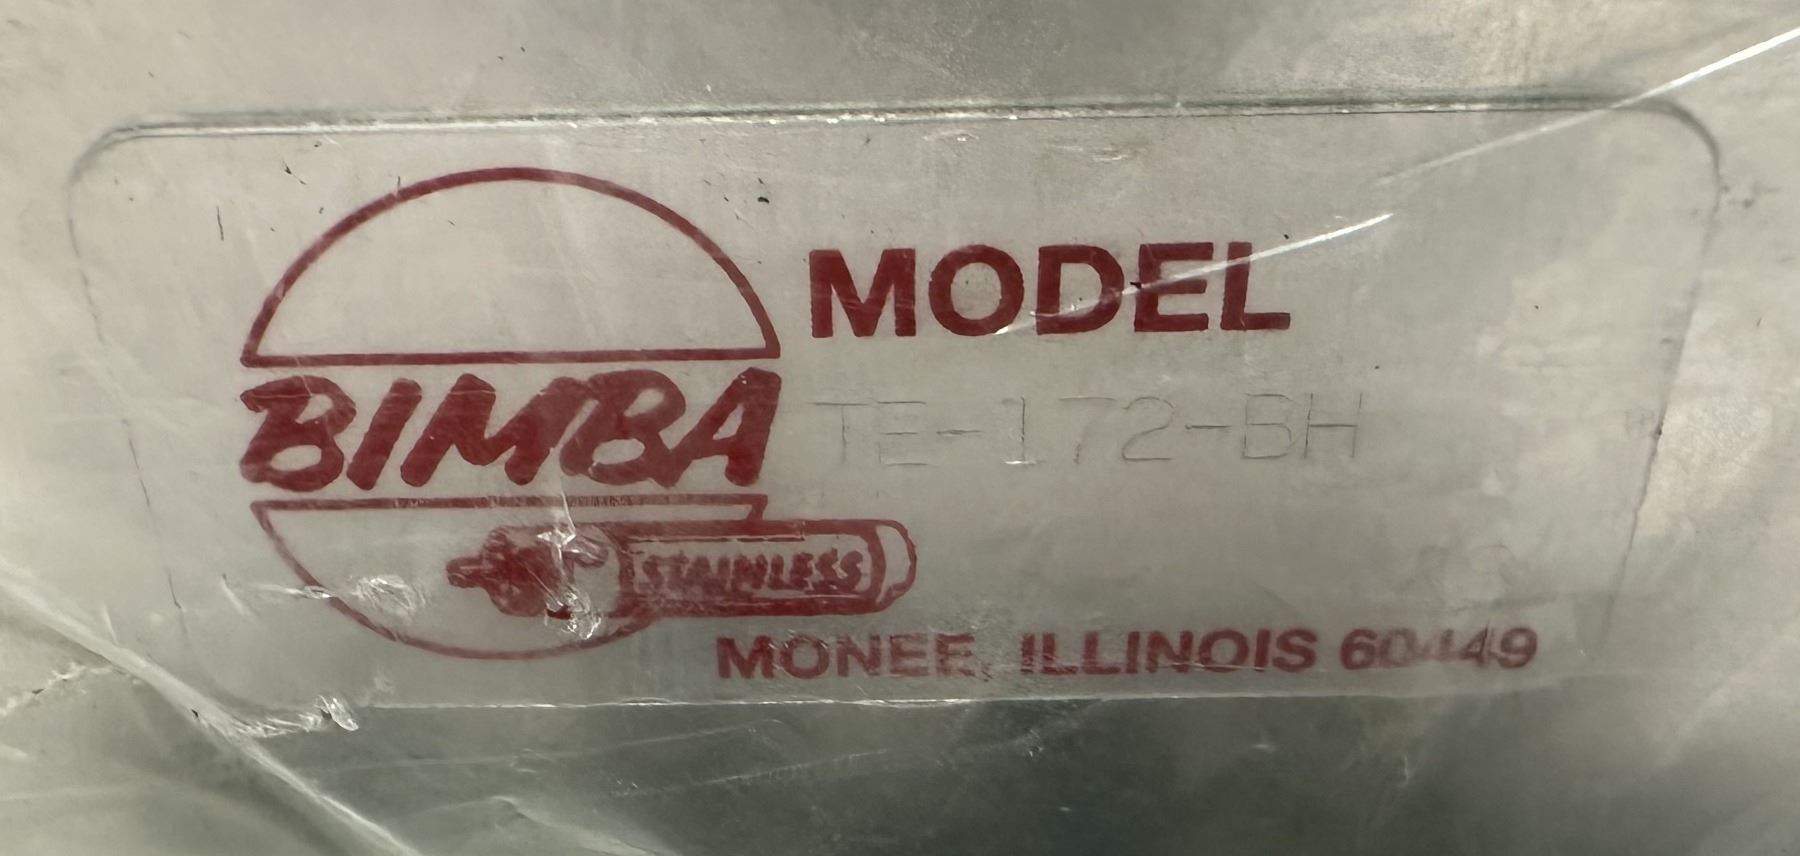 BIMBA
MODEL
TE-172-BH
STAINLESS
MONEE, ILLINOIS 60449